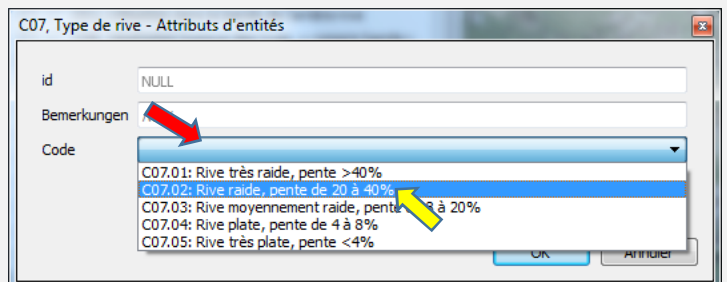 C07, Type de rive - Attributs d'entités
id NULL
Bemerkungen
Code
C07.01: Rive très raide, pente >40%
C07.02: Rive raide, pente de 20 à 40%
C07.03: Rive moyennement raide, pente 8 à 20%
C07.04: Rive plate, pente de 4 à 8%
C07.05: Rive très plate, pente <4%
OK Annuler